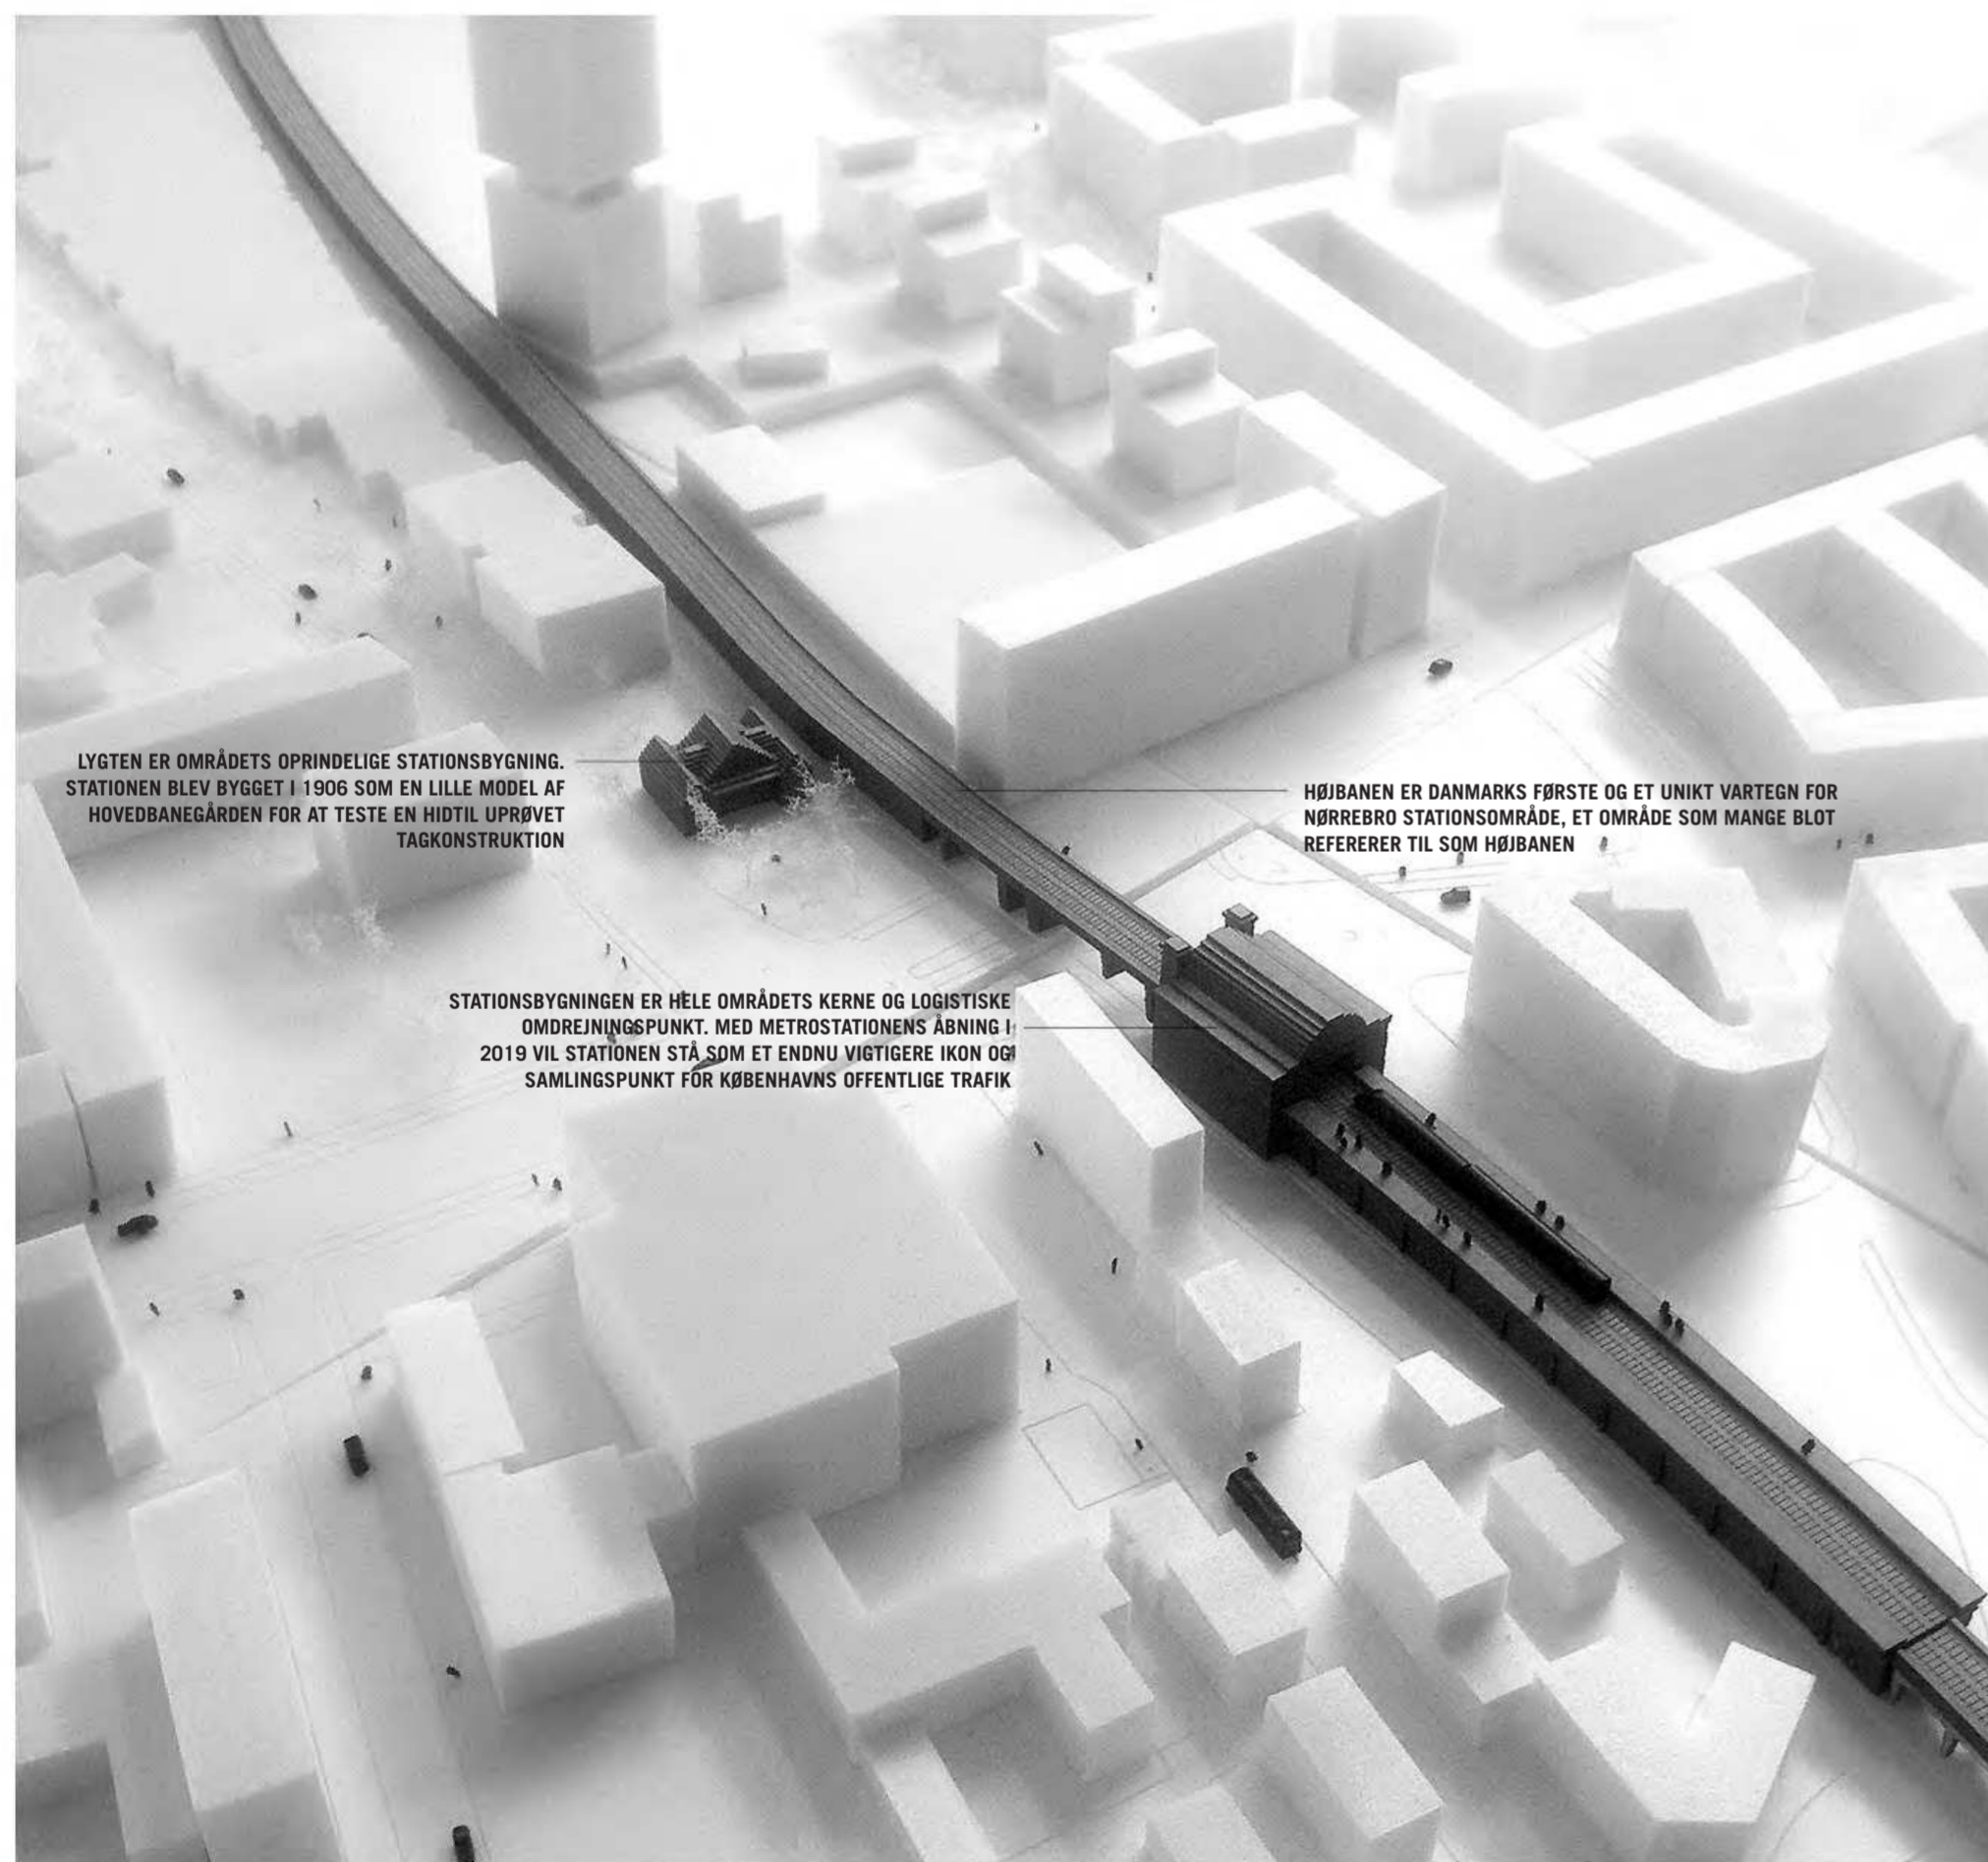 LYGTEN ER OMRÅDETS OPRINDELIGE STATIONSBYGNING.
STATIONEN BLEV BYGGET I 1906 SOM EN LILLE MODEL AF
HOVEDBANEGÅRDEN FOR AT TESTE EN HIDTIL UPRØVET
TAGKONSTRUKTION
HØJBANEN ER DANMARKS FØRSTE OG ET UNIKT VARTEGN FOR
NØRREBRO STATIONSOMRÅDE, ET OMRÅDE SOM MANGE BLOT
REFERERER TIL SOM HØJBANEN
STATIONSBYGNINGEN ER HELE OMRÅDETS KERNE OG LOGISTISKE
OMDREJNINGSPUNKT. MED METROSTATIONENS ÅBNING I
2019 VIL STATIONEN STÅ SOM ET ENDNU VIGTIGERE IKON OG
SAMLINGSPUNKT FOR KØBENHAVNS OFFENTLIGE TRAFIK